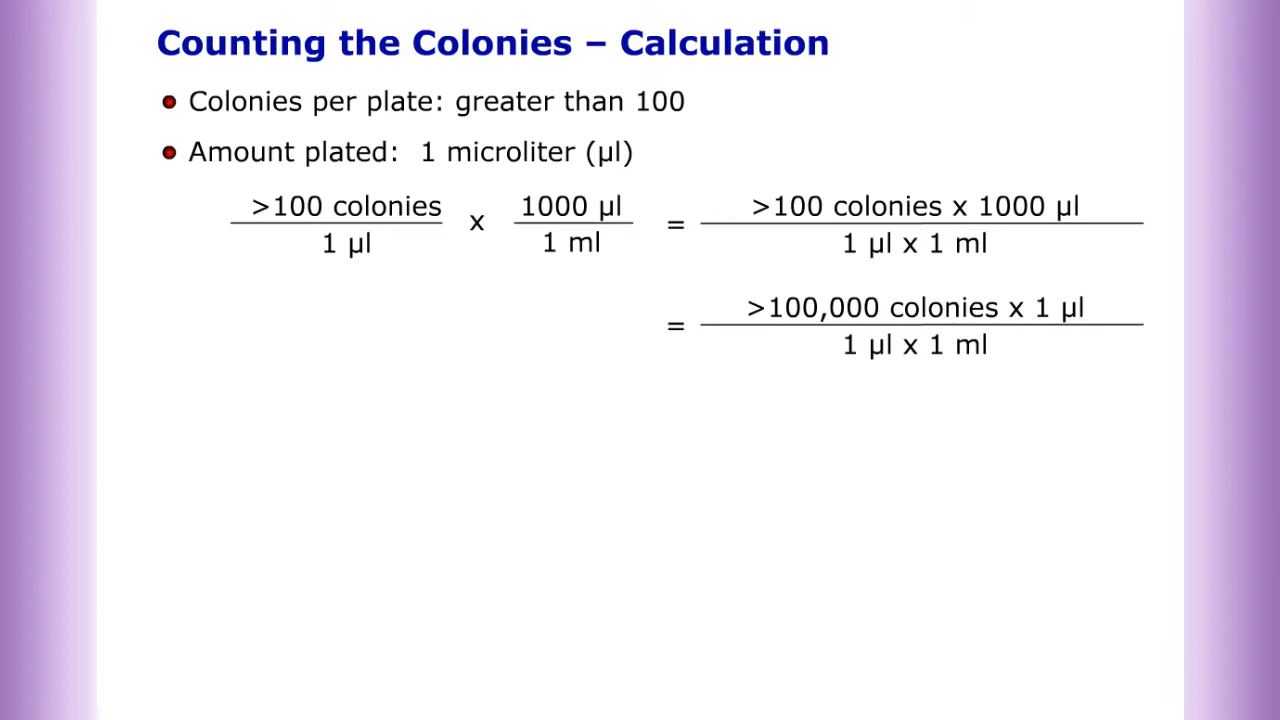 Counting the Colonies – Calculation
Colonies per plate: greater than 100
Amount plated: 1 microliter (µl)
>100 colonies x 1000 µl = >100 colonies x 1000 µl
1 µl 1 ml 1 µl x 1 ml
= >100,000 colonies x 1 µl
1 µl x 1 ml